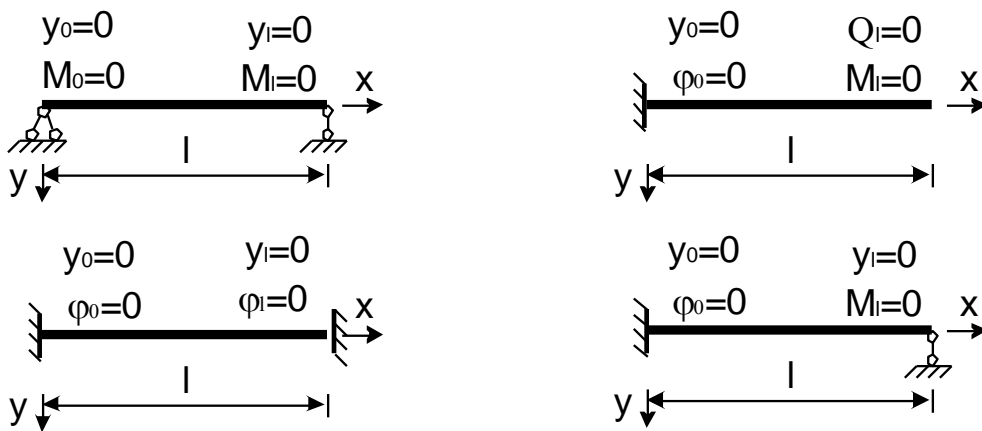 y₀=0 yₗ=0
M₀=0 Mₗ=0 x
l
y
y₀=0 Qₗ=0
φ₀=0 Mₗ=0 x
l
y
y₀=0 yₗ=0
φ₀=0 φₗ=0 x
l
y
y₀=0 yₗ=0
φ₀=0 Mₗ=0 x
l
y